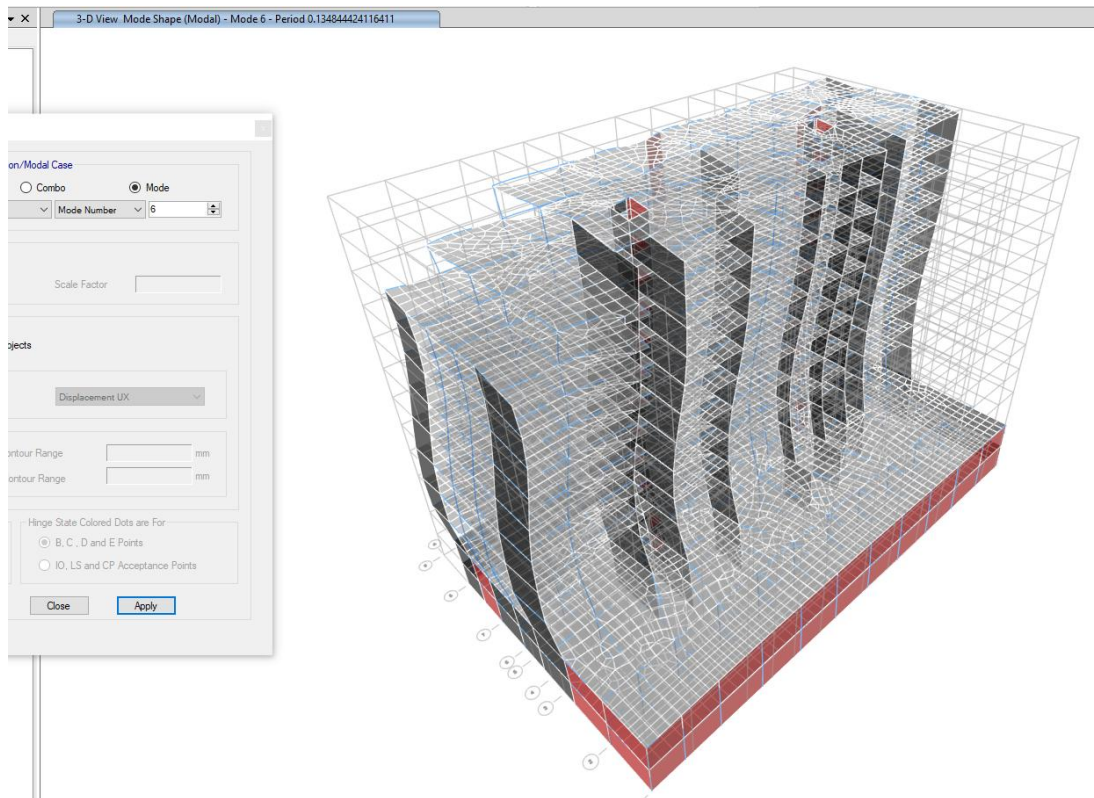 3-D View Mode Shape (Modal) - Mode 6 - Period 0.134844424116411
on/Modal Case
Combo
Mode
Mode Number
6
Scale Factor
ojects
Displacement UX
ontour Range
mm
ontour Range
mm
Hinge State Colored Dots are For
B, C , D and E Points
IO, LS and CP Acceptance Points
Close
Apply